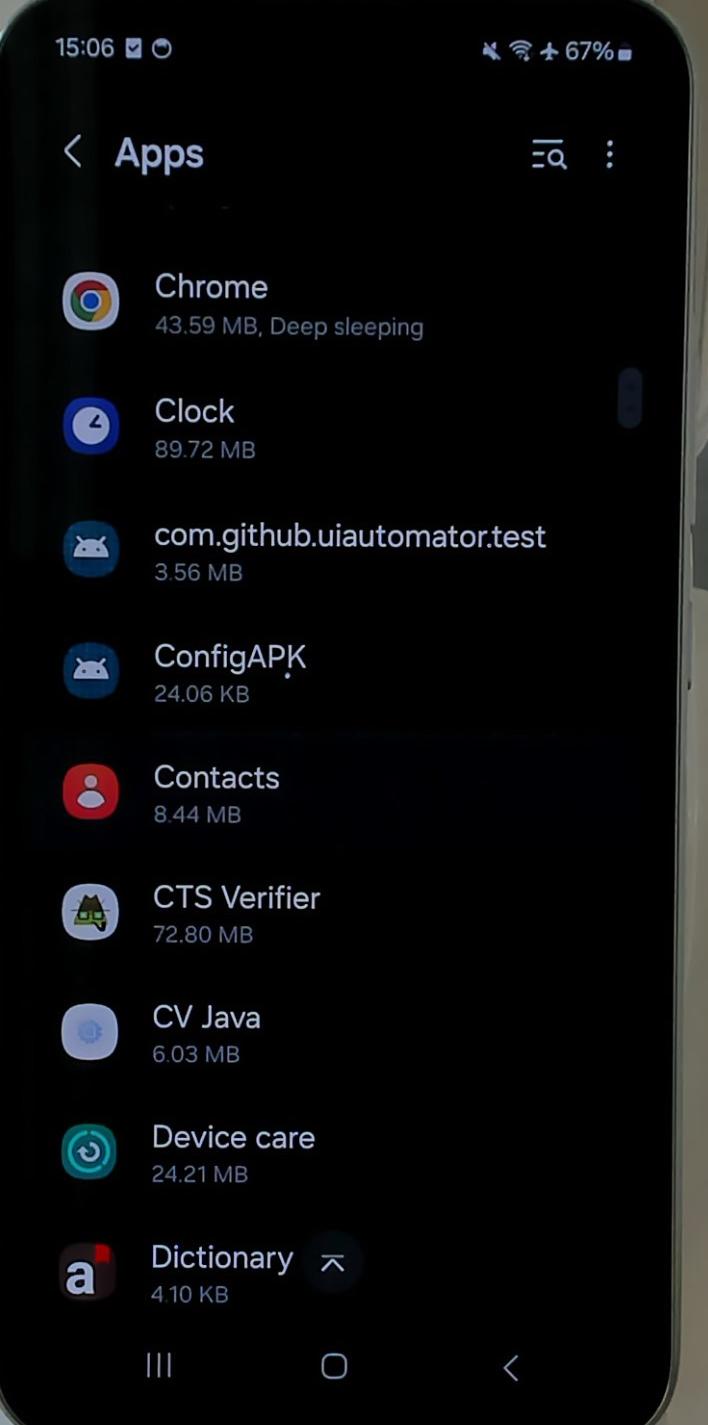 15:06 67%
Apps
Chrome
43.59 MB, Deep sleeping
Clock
89.72 MB
com.github.uiautomator.test
3.56 MB
ConfigAPK
24.06 KB
Contacts
8.44 MB
CTS Verifier
72.80 MB
CV Java
6.03 MB
Device care
24.21 MB
a Dictionary
4.10 KB